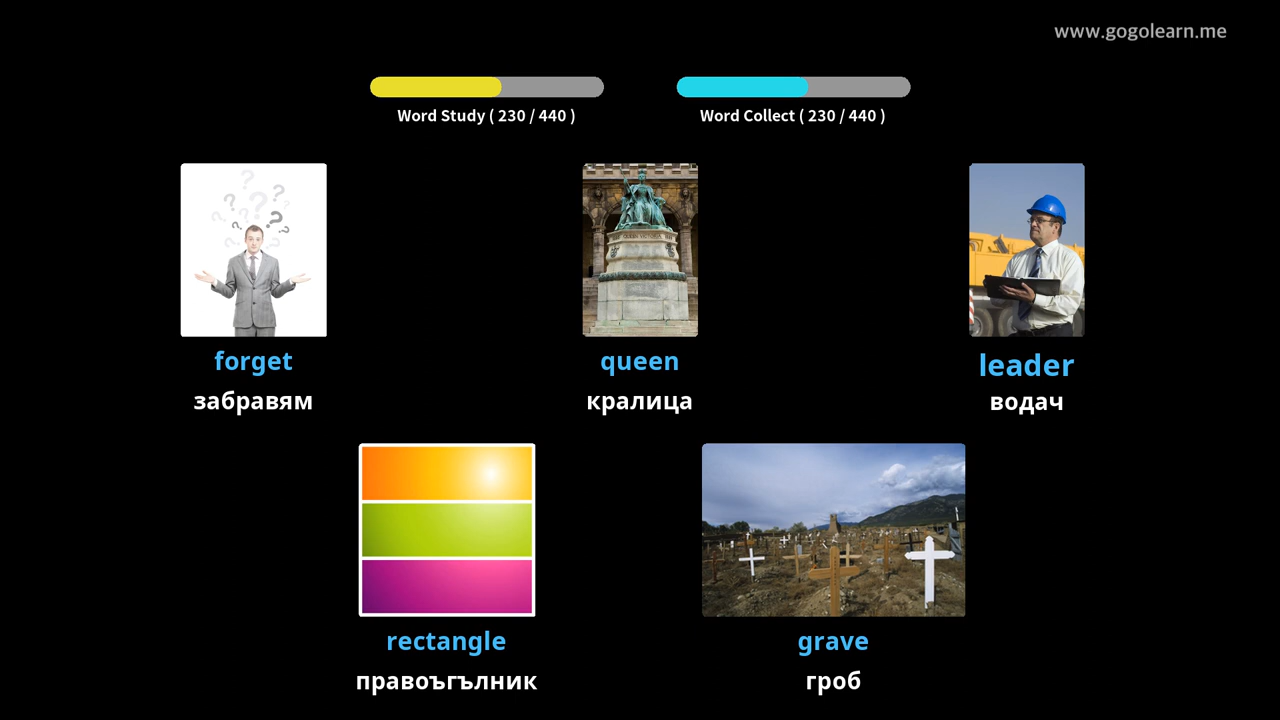 www.gogolearn.me
Word Study ( 230 / 440 )
Word Collect ( 230 / 440 )
forget
забравям
queen
кралица
leader
водач
rectangle
правоъгълник
grave
гроб